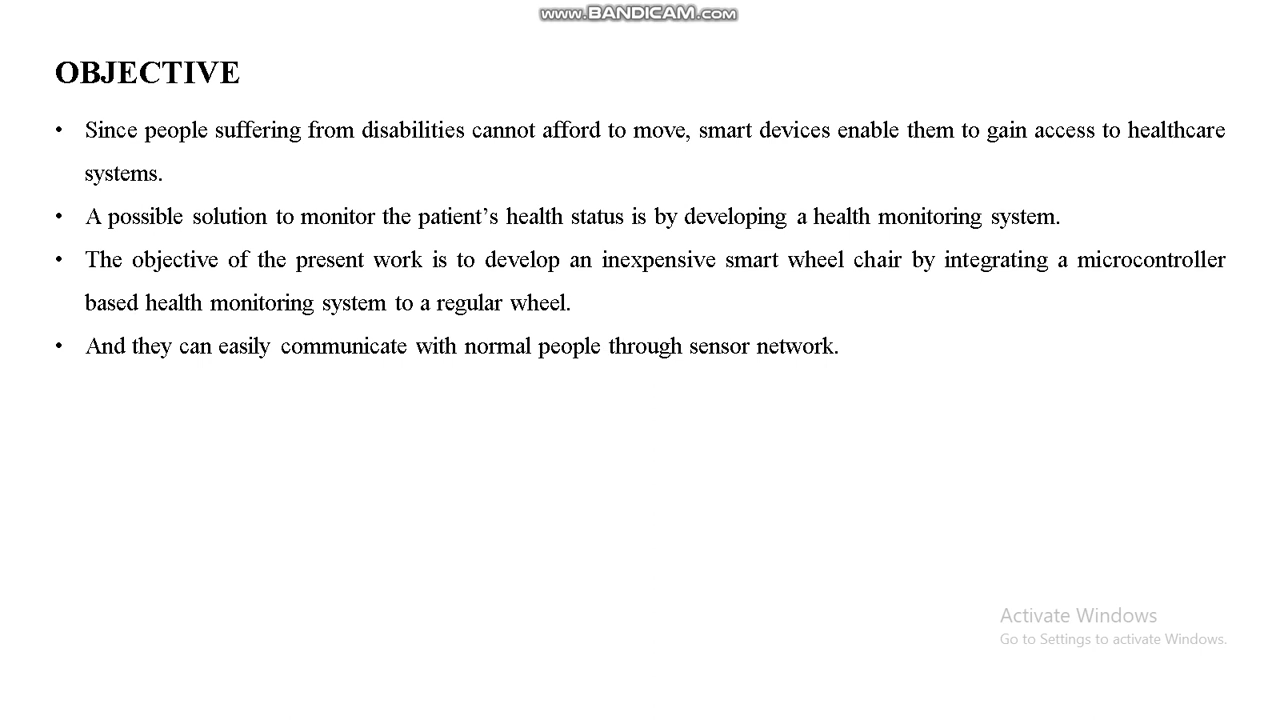 www.BANDICAM.com
OBJECTIVE
• Since people suffering from disabilities cannot afford to move, smart devices enable them to gain access to healthcare
systems.
• A possible solution to monitor the patient’s health status is by developing a health monitoring system.
• The objective of the present work is to develop an inexpensive smart wheel chair by integrating a microcontroller
based health monitoring system to a regular wheel.
• And they can easily communicate with normal people through sensor network.
Activate Windows
Go to Settings to activate Windows.